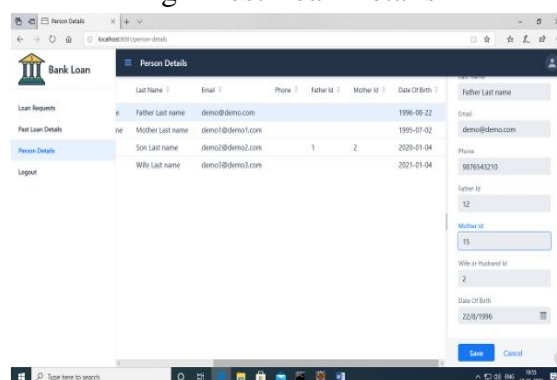 Person Details
localhost
person-details
Bank Loan
Person Details
Loan Requests
Past Loan Details
Person Details
Logout
Last Name Email Phone Father Id Mother Id Date Of Birth
e Father Last name demo@demo.com 1996-08-22
ne Mother Last name demo1@demo1.com 1995-07-02
Son Last name demo2@demo2.com 1 2 2020-01-04
Wife Last name demo3@demo3.com 2021-01-04
Father Last name
Email
demo@demo.com
Phone
9876543210
Father Id
12
Mother Id
15
Wife or Husband Id
2
Date Of Birth
22/8/1996
Save Cancel
Type here to search
ENG